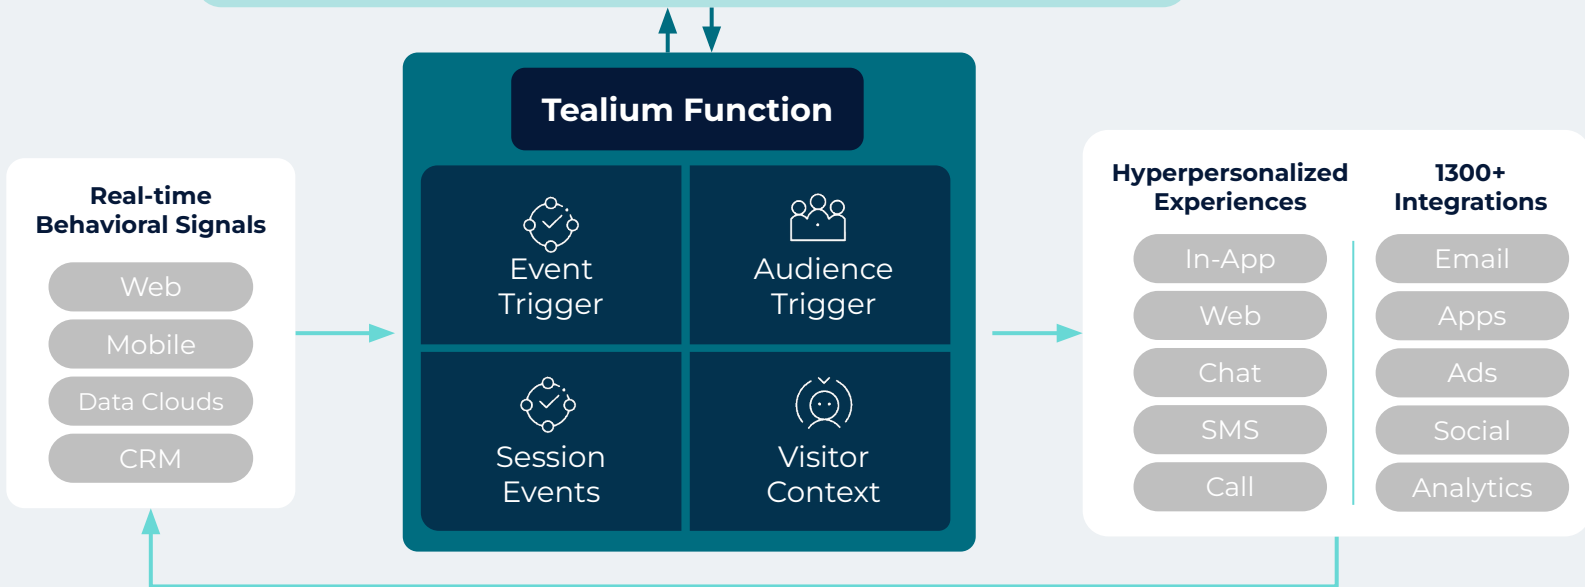 Tealium Function
Real-time
Behavioral Signals
Web
Mobile
Data Clouds
CRM
Event
Trigger
Audience
Trigger
Session
Events
Visitor
Context
Hyperpersonalized
Experiences
In-App
Web
Chat
SMS
Call
1300+
Integrations
Email
Apps
Ads
Social
Analytics